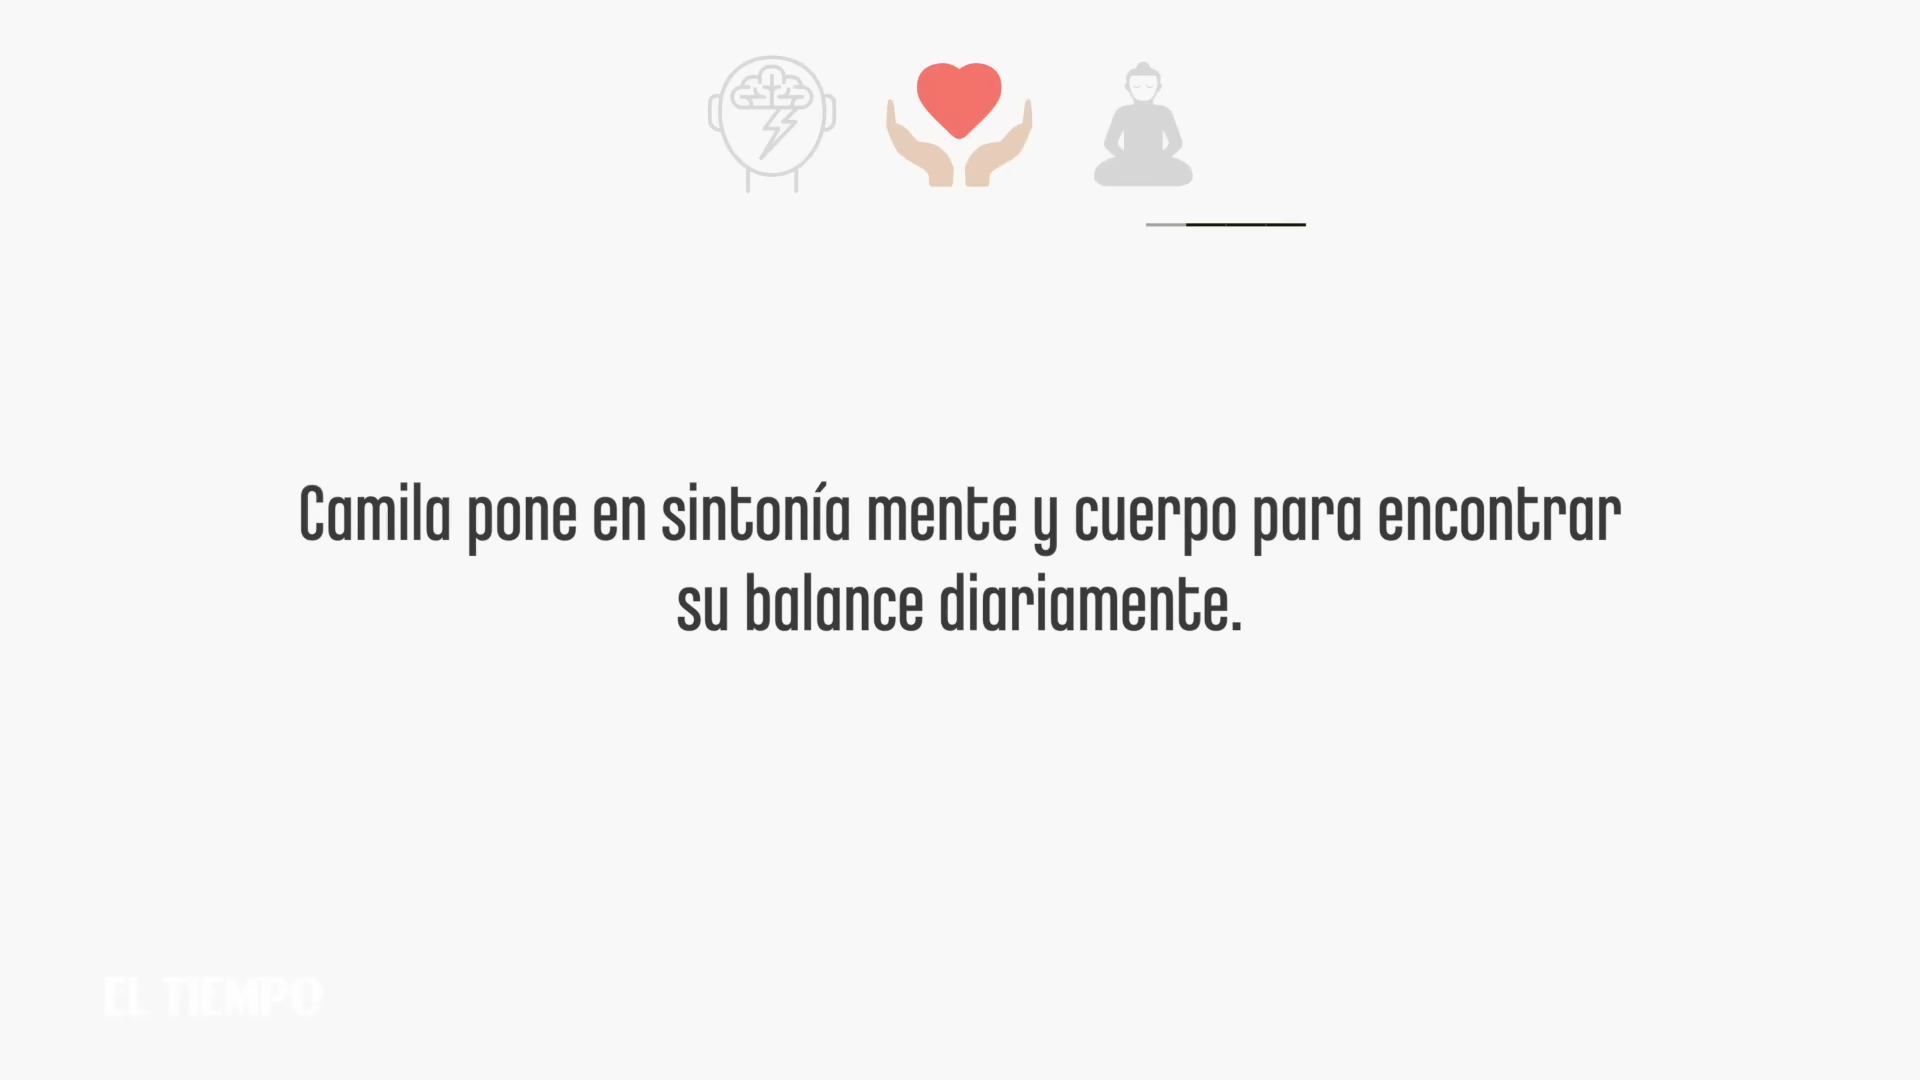 Camila pone en sintonía mente y cuerpo para encontrar
su balance diariamente.
EL TIEMPO